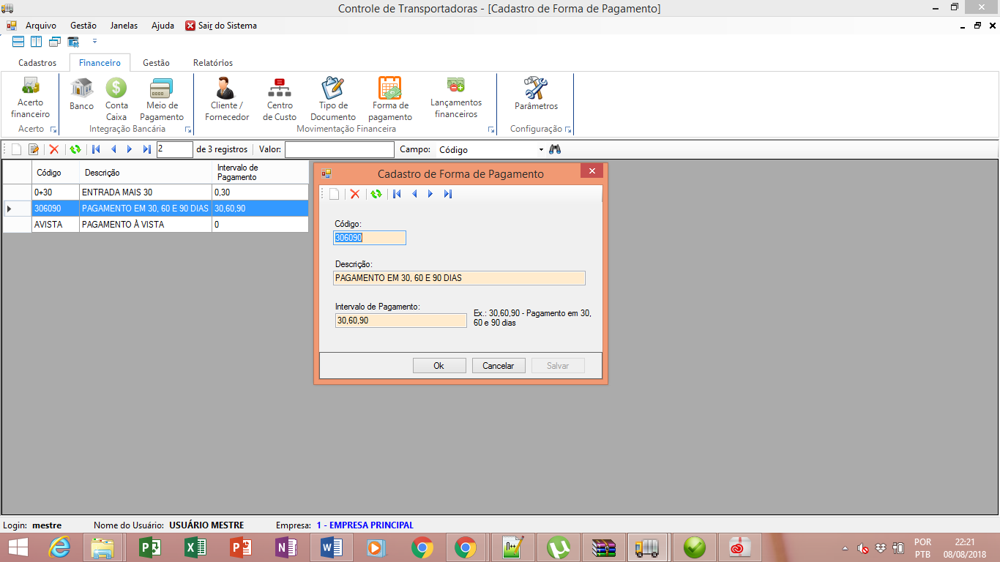 Controle de Transportadoras - [Cadastro de Forma de Pagamento]
Arquivo Gestão Janelas Ajuda Sair do Sistema
Cadastros Financeiro Gestão Relatórios
Acerto financeiro
Banco
Conta Caixa
Meio de Pagamento
Cliente / Fornecedor
Centro de Custo
Tipo de Documento
Forma de pagamento
Lançamentos financeiros
Parâmetros
Acerto Integração Bancária Movimentação Financeira Configuração
2 de 3 registros Valor: Campo: Código
Código Descrição Intervalo de Pagamento
0+30 ENTRADA MAIS 30 0,30
306090 PAGAMENTO EM 30, 60 E 90 DIAS 30,60,90
AVISTA PAGAMENTO À VISTA 0
Cadastro de Forma de Pagamento
Código:
306090
Descrição:
PAGAMENTO EM 30, 60 E 90 DIAS
Intervalo de Pagamento:
30,60,90
Ex.: 30,60,90 - Pagamento em 30,
60 e 90 dias
Ok Cancelar Salvar
Login: mestre Nome do Usuário: USUÁRIO MESTRE Empresa: 1 - EMPRESA PRINCIPAL
POR 22:21
PTB 08/08/2018